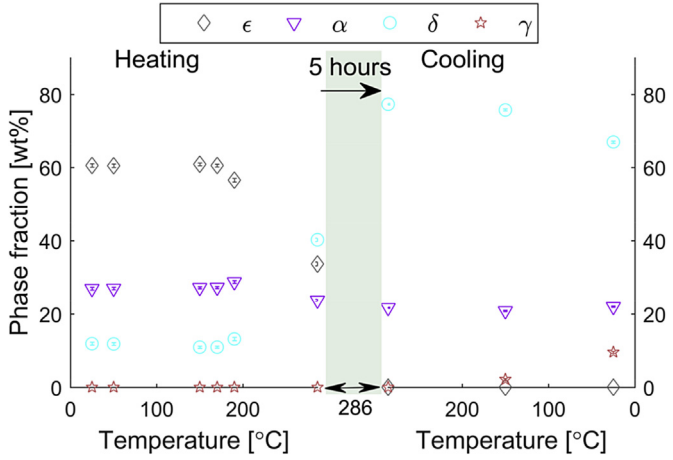 ϵ α δ γ
Heating
5 hours
Cooling
Phase fraction [wt%]
80 80
60 60
40 40
20 20
0 0
286
0 100 200 200 100 0
Temperature [°C] Temperature [°C]